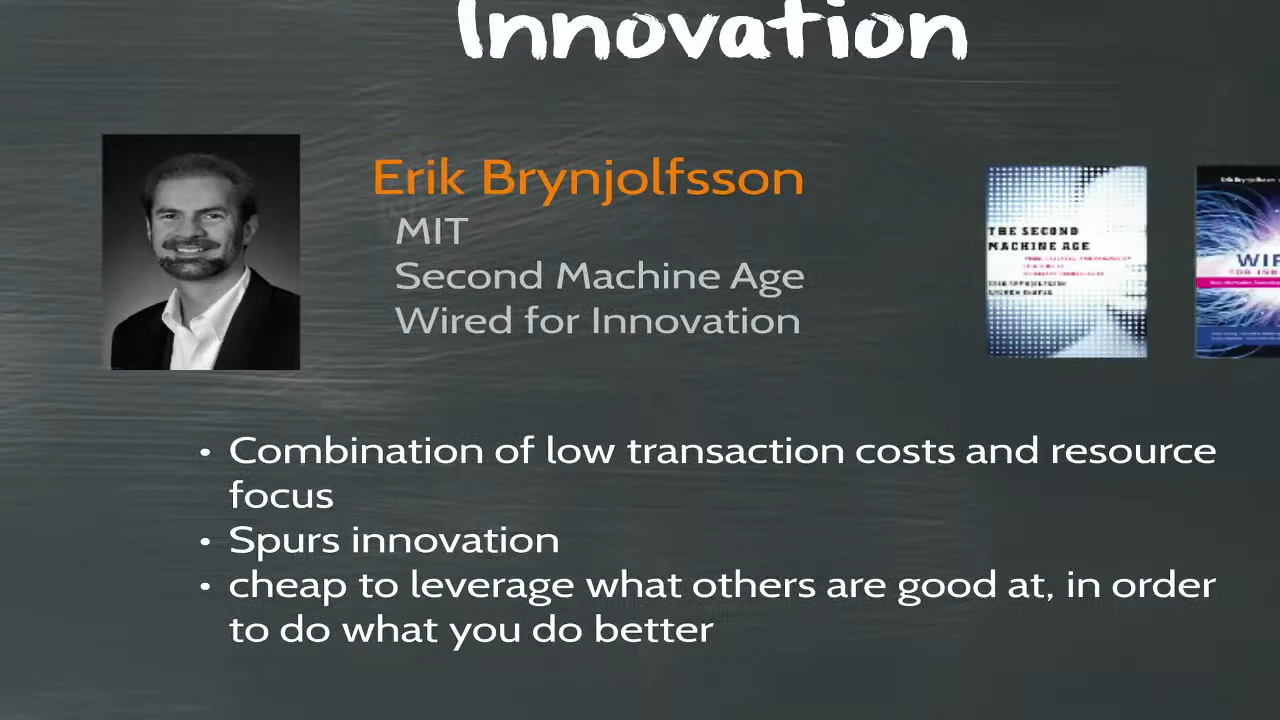 Innovation
Erik Brynjolfsson
MIT
Second Machine Age
Wired for Innovation
THE SECOND
MACHINE AGE
Erik Brynjolfsson
• Combination of low transaction costs and resource
focus
• Spurs innovation
• cheap to leverage what others are good at, in order
to do what you do better